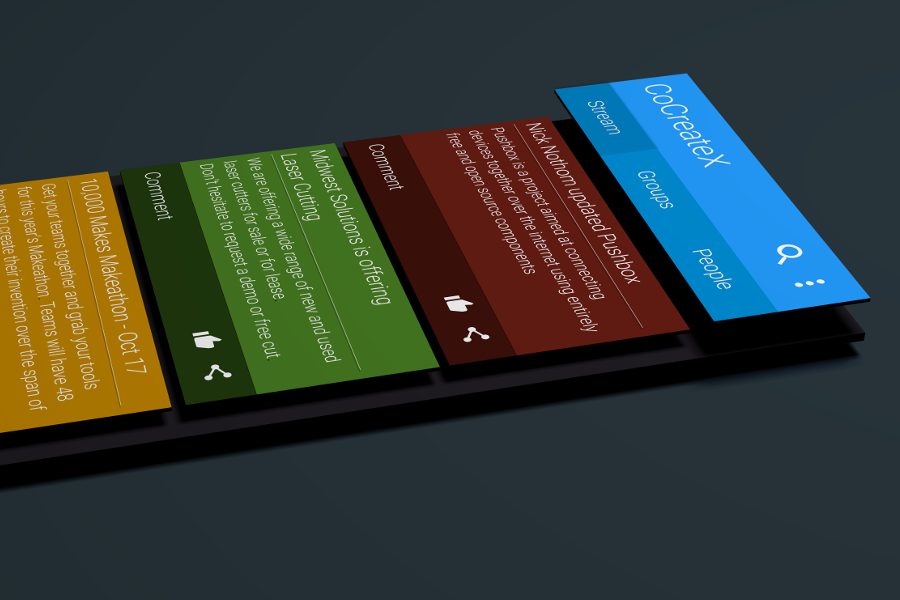 CoCreateX
Stream
Groups
People
Nick Nothom updated Pushbox
Pushbox is a project aimed at connecting
devices together over the internet using entirely
free and open source components
Comment
Midwest Solutions is offering
Laser Cutting
We are offering a wide range of new and used
laser cutters for sale or for lease
Don't hesitate to request a demo or free cut
Comment
10000 Makes Makeathon - Oct 17
Get your teams together and grab your tools
for this year's Makeathon. Teams will have 48
hours to create their invention over the span of